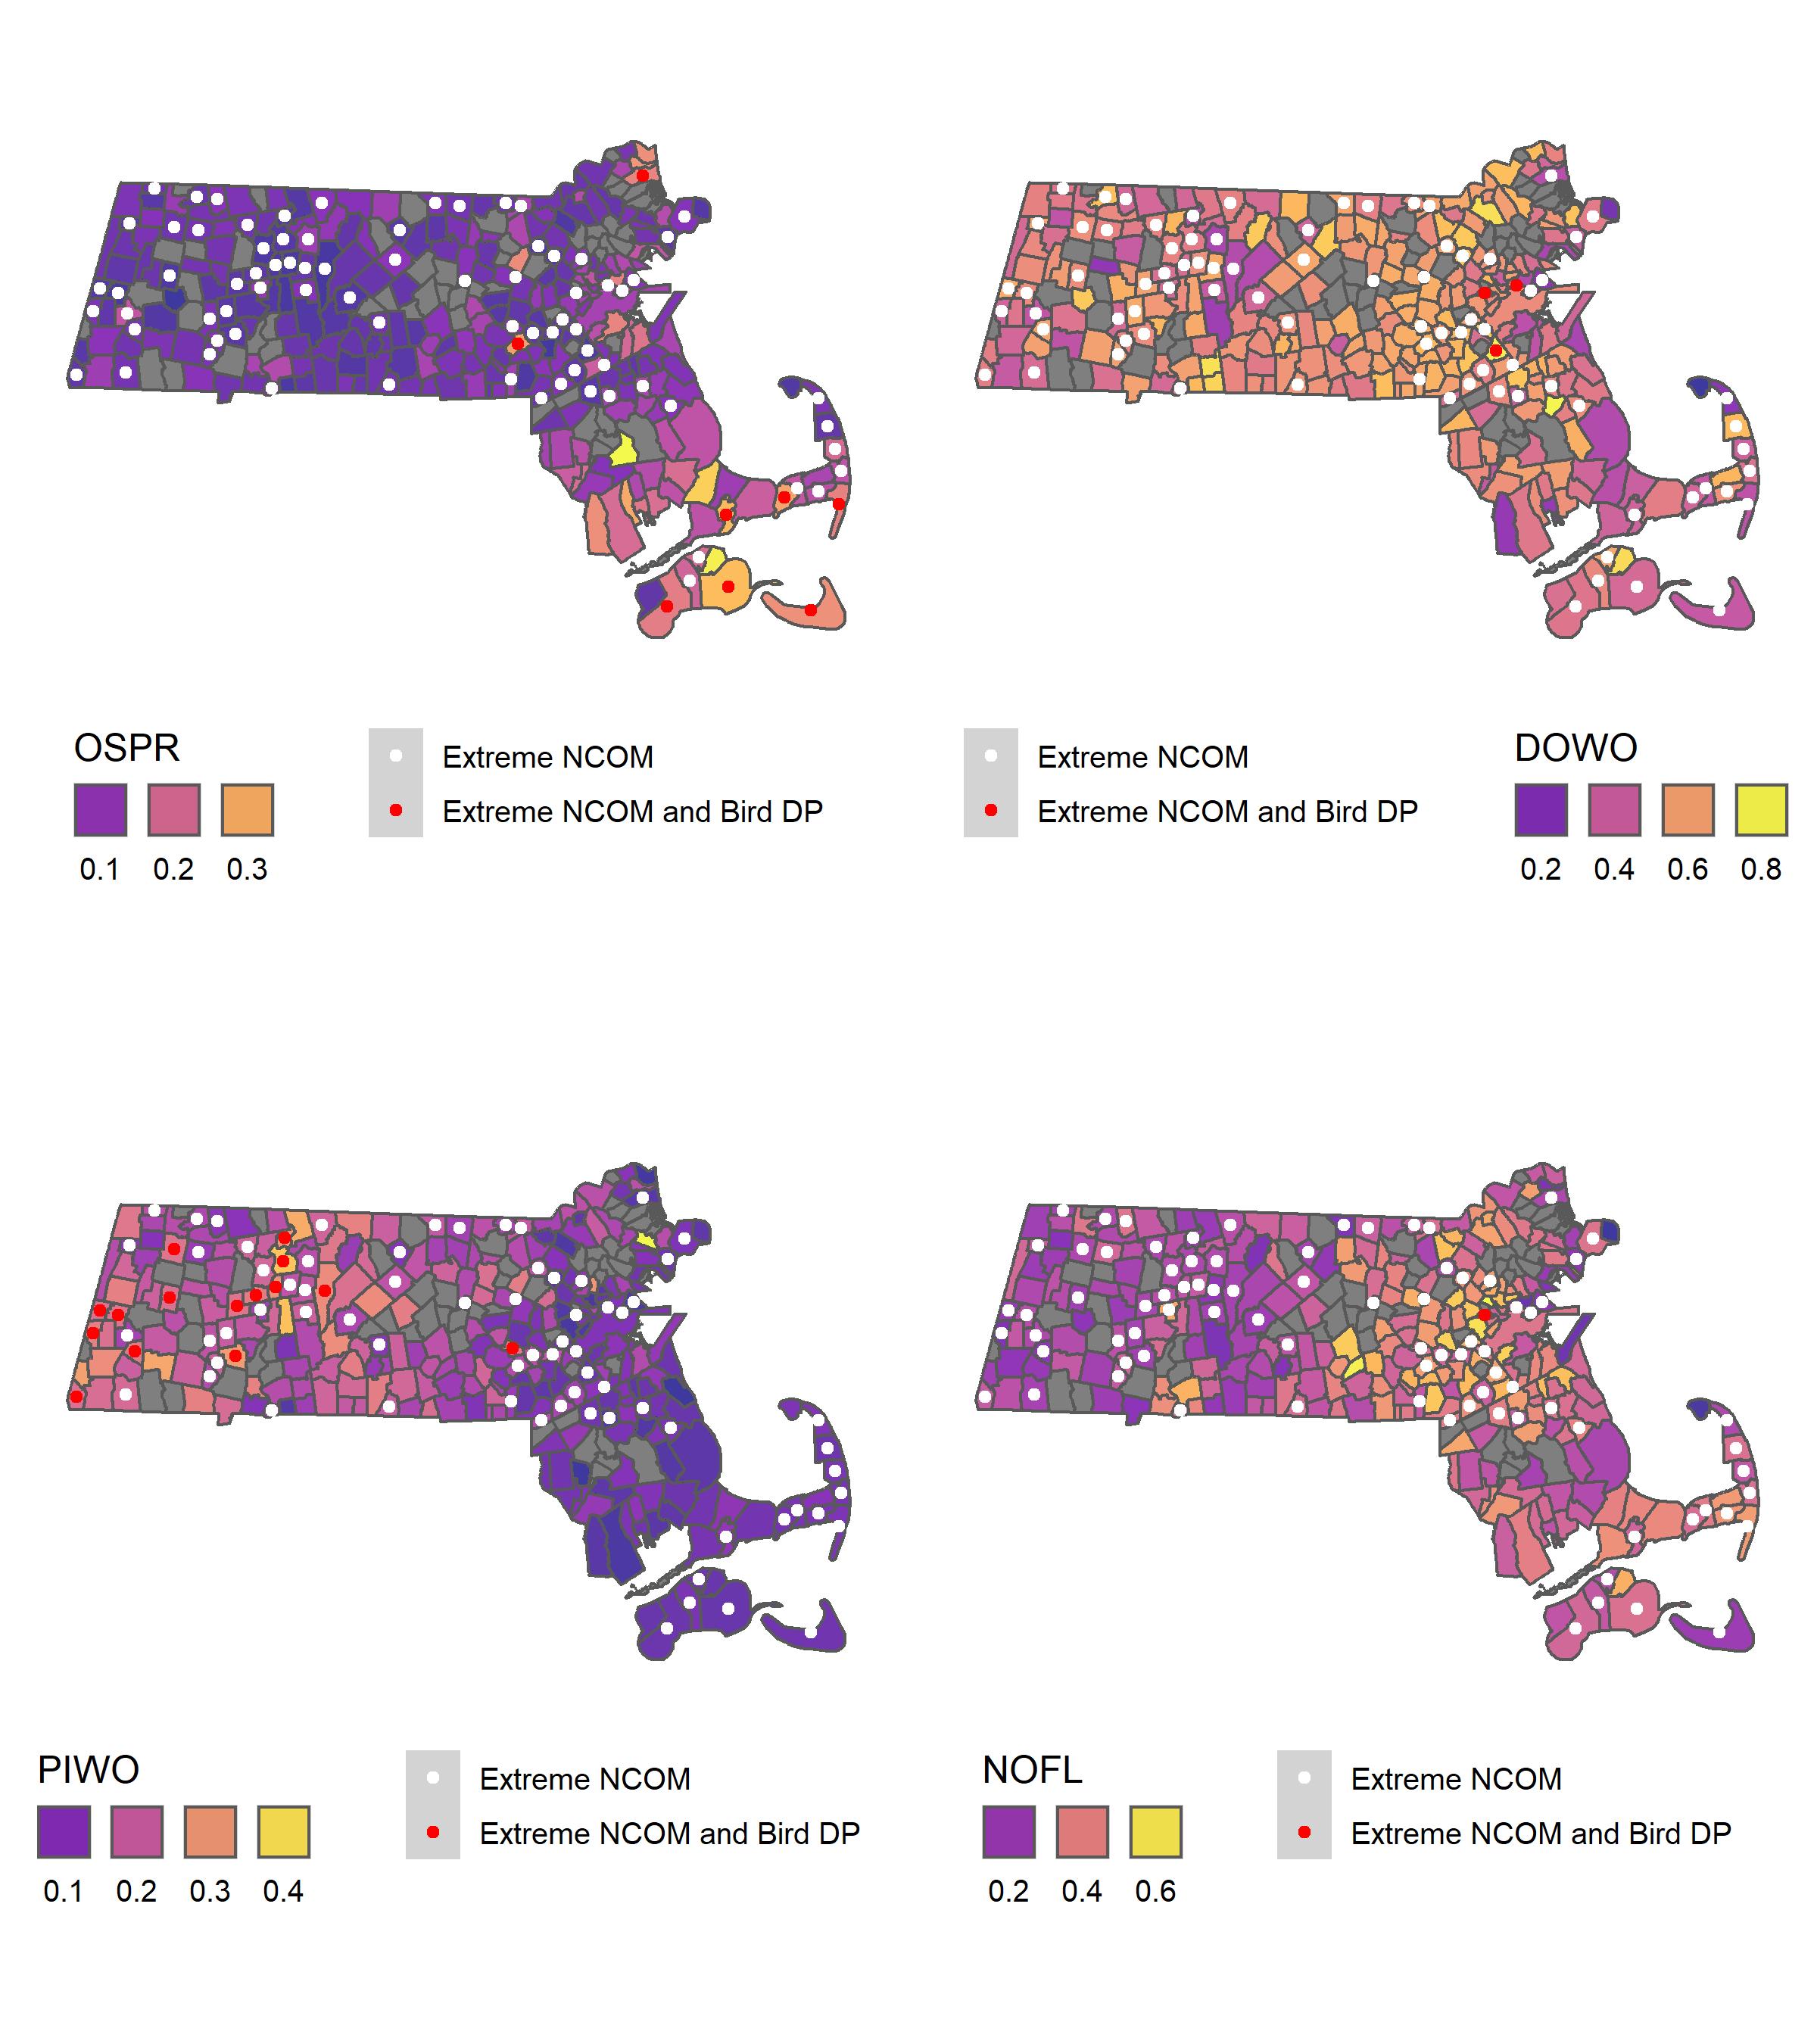 OSPR
0.1 0.2 0.3
Extreme NCOM
Extreme NCOM and Bird DP
Extreme NCOM
Extreme NCOM and Bird DP
DOWO
0.2 0.4 0.6 0.8
PIWO
0.1 0.2 0.3 0.4
Extreme NCOM
Extreme NCOM and Bird DP
NOFL
0.2 0.4 0.6
Extreme NCOM
Extreme NCOM and Bird DP